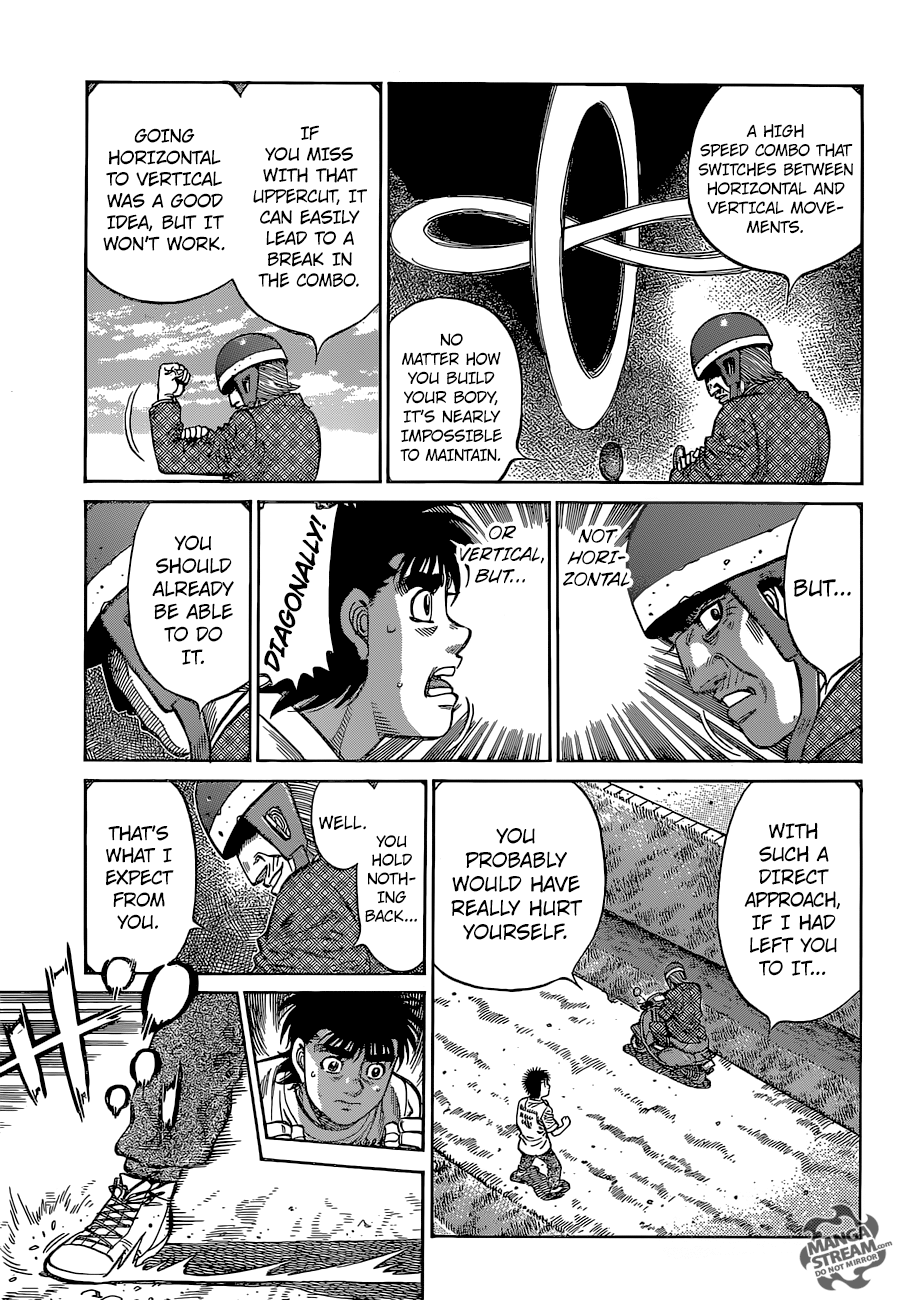 A HIGH
SPEED COMBO THAT
SWITCHES BETWEEN
HORIZONTAL AND
VERTICAL MOVE-
MENTS.
NO
MATTER HOW
YOU BUILD
YOUR BODY,
IT'S NEARLY
IMPOSSIBLE
TO MAINTAIN.
IF
YOU MISS
WITH THAT
UPPERCUT, IT
CAN EASILY
LEAD TO A
BREAK IN
THE COMBO.
GOING
HORIZONTAL
TO VERTICAL
WAS A GOOD
IDEA, BUT IT
WON'T WORK.
BUT...
NOT
HORI-
ZONTAL
OR
VERTICAL,
BUT...
DIAGONALLY!
YOU
SHOULD
ALREADY
BE ABLE
TO DO
IT.
WITH
SUCH A
DIRECT
APPROACH,
IF I HAD
LEFT YOU
TO IT...
YOU
PROBABLY
WOULD HAVE
REALLY HURT
YOURSELF.
WELL.
YOU
HOLD
NOTH-
ING
BACK...
THAT'S
WHAT I
EXPECT
FROM
YOU.
MANGA
STREAM.com
DO NOT MIRROR